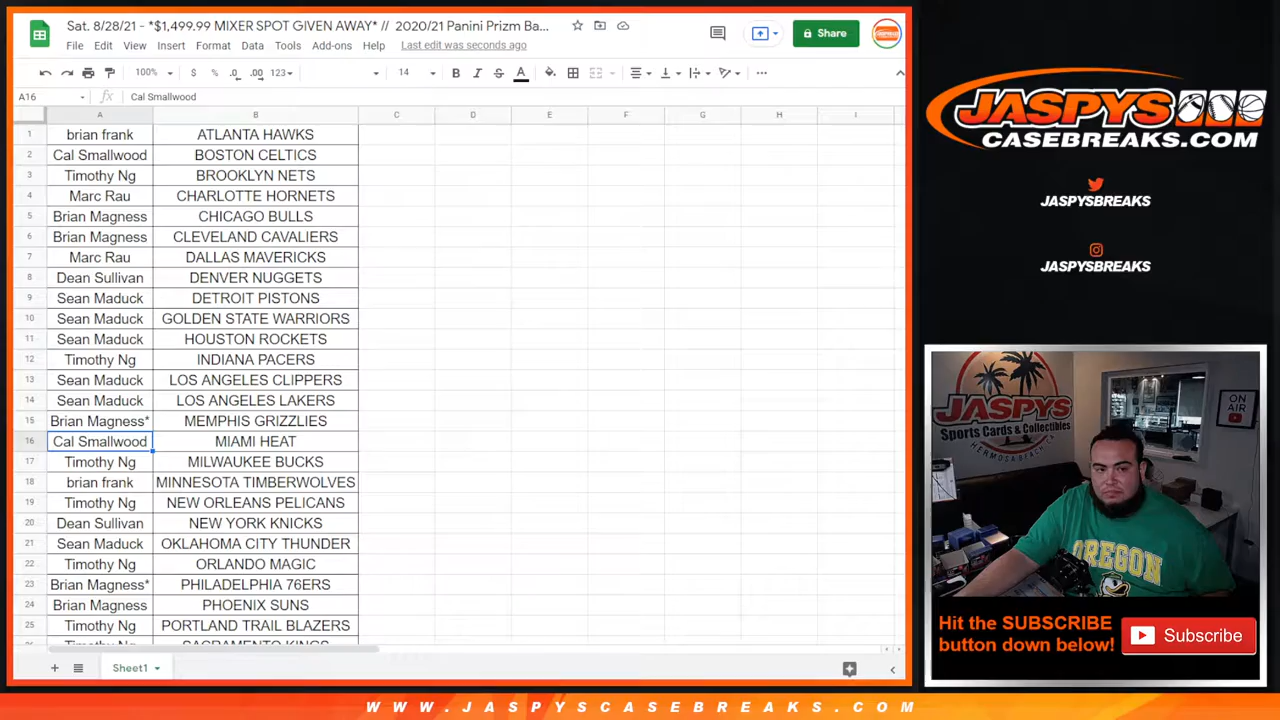 Sat. 8/28/21 - *$1,499.99 MIXER SPOT GIVEN AWAY* // 2020/21 Panini Prizm Ba...
File Edit View Insert Format Data Tools Add-ons Help Last edit was seconds ago
Share
100% $ % .0 .00 123 14 B I S A
A16 fx Cal Smallwood
A B C D E F G H I
1 brian frank ATLANTA HAWKS
2 Cal Smallwood BOSTON CELTICS
3 Timothy Ng BROOKLYN NETS
4 Marc Rau CHARLOTTE HORNETS
5 Brian Magness CHICAGO BULLS
6 Brian Magness CLEVELAND CAVALIERS
7 Marc Rau DALLAS MAVERICKS
8 Dean Sullivan DENVER NUGGETS
9 Sean Maduck DETROIT PISTONS
10 Sean Maduck GOLDEN STATE WARRIORS
11 Sean Maduck HOUSTON ROCKETS
12 Timothy Ng INDIANA PACERS
13 Sean Maduck LOS ANGELES CLIPPERS
14 Sean Maduck LOS ANGELES LAKERS
15 Brian Magness* MEMPHIS GRIZZLIES
16 Cal Smallwood MIAMI HEAT
17 Timothy Ng MILWAUKEE BUCKS
18 brian frank MINNESOTA TIMBERWOLVES
19 Timothy Ng NEW ORLEANS PELICANS
20 Dean Sullivan NEW YORK KNICKS
21 Sean Maduck OKLAHOMA CITY THUNDER
22 Timothy Ng ORLANDO MAGIC
23 Brian Magness* PHILADELPHIA 76ERS
24 Brian Magness PHOENIX SUNS
25 Timothy Ng PORTLAND TRAIL BLAZERS
Timothy Ng SACRAMENTO KINGS
Sheet1
JASPYS
CASEBREAKS.COM
JASPYSBREAKS
JASPYSBREAKS
JASPYS
Sports Cards & Collectibles
HERMOSA BEACH, CA
ON
AIR
OREGON
Hit the SUBSCRIBE
button down below!
Subscribe
WWW.JASPYSCASEBREAKS.COM